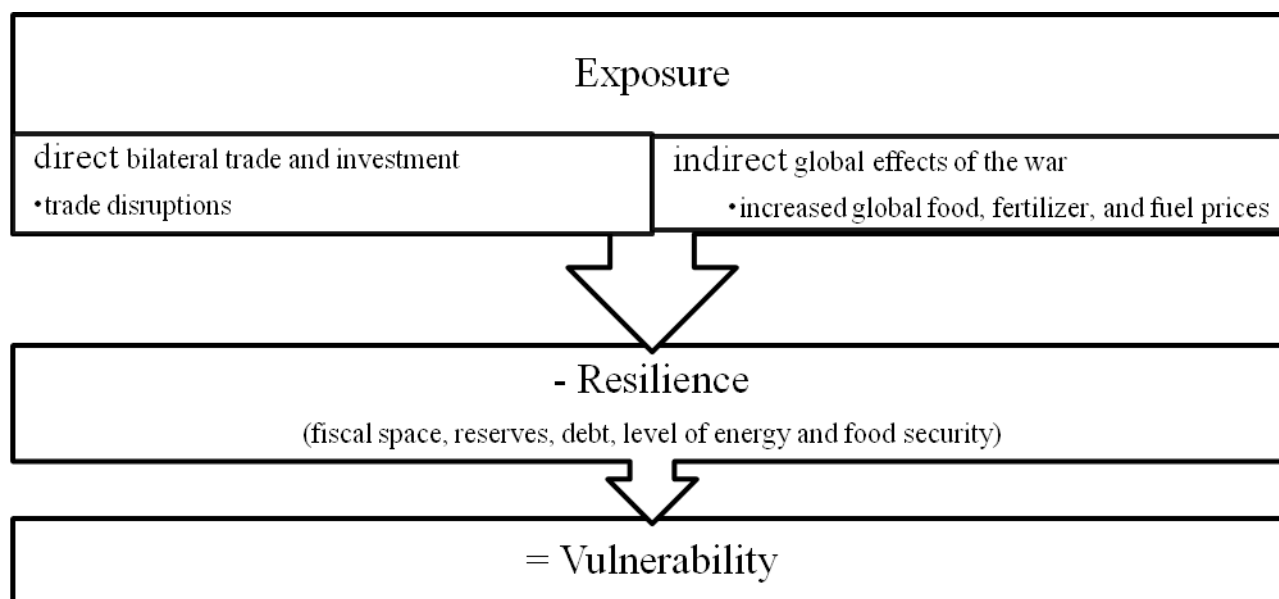 Exposure
direct bilateral trade and investment
•trade disruptions
indirect global effects of the war
•increased global food, fertilizer, and fuel prices
- Resilience
(fiscal space, reserves, debt, level of energy and food security)
= Vulnerability